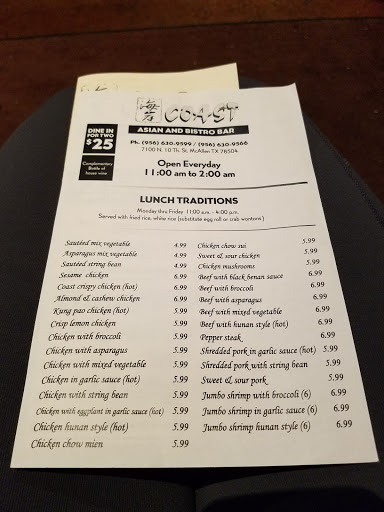 海岩
COAST
ASIAN AND BISTRO BAR
DINE IN
FOR TWO
$25
Complementary
Bottle of
house wine
Ph. (956) 630-9599 / (956) 630-9566
7100 N. 10 Th St, McAllen TX 78504
Open Everyday
11:00 am to 2:00 am
LUNCH TRADITIONS
Monday thru Friday 11:00 a.m. - 4:00 p.m.
Served with fried rice, white rice (substitute egg roll or crab wontons)
Sautéed mix vegetable 4.99
Asparagus mix vegetable 4.99
Sautéed string bean 4.99
Sesame chicken 6.99
Coast crispy chicken (hot) 6.99
Almond & cashew chicken 6.99
Kung pao chicken (hot) 5.99
Crisp lemon chicken 5.99
Chicken with broccoli 5.99
Chicken with asparagus 5.99
Chicken with mixed vegetable 5.99
Chicken in garlic sauce (hot) 5.99
Chicken with string bean 5.99
Chicken with eggplant in garlic sauce (hot) 5.99
Chicken hunan style (hot) 5.99
Chicken chow mien 5.99
Chicken chow sui 5.99
Sweet & sour chicken 5.99
Chicken mushrooms 5.99
Beef with black benan sauce 6.99
Beef with broccoli 6.99
Beef with asparagus 6.99
Beef with mixed vegetable 6.99
Beef with hunan style (hot) 6.99
Pepper steak 6.99
Shredded pork in garlic sauce (hot) 5.99
Shredded pork with string bean 5.99
Sweet & sour pork 5.99
Jumbo shrimp with broccoli (6) 6.99
Jumbo shrimp in garlic sauce (6) 6.99
Jumbo shrimp hunan style (6) 6.99